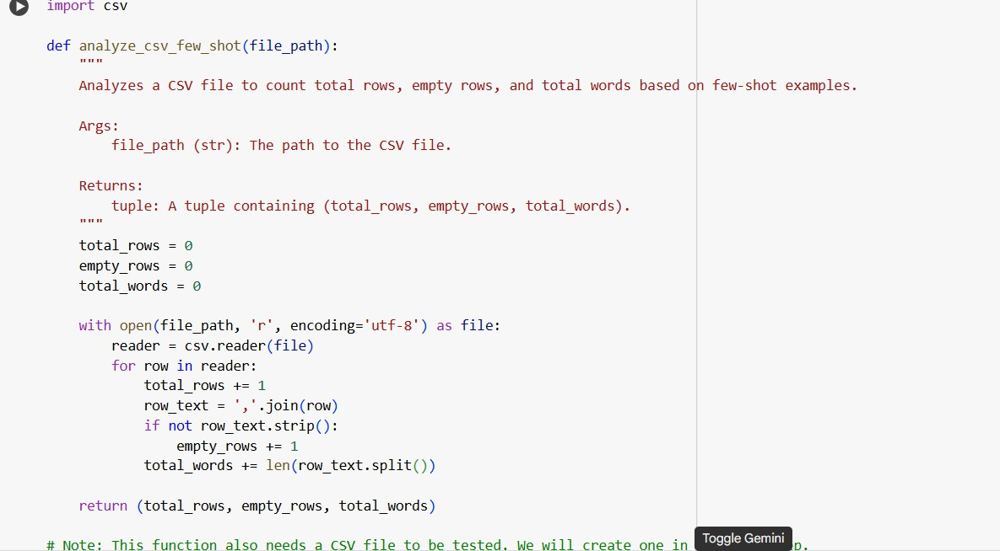 import csv
def analyze_csv_few_shot(file_path):
"""
Analyzes a CSV file to count total rows, empty rows, and total words based on few-shot examples.
Args:
file_path (str): The path to the CSV file.
Returns:
tuple: A tuple containing (total_rows, empty_rows, total_words).
"""
total_rows = 0
empty_rows = 0
total_words = 0
with open(file_path, 'r', encoding='utf-8') as file:
reader = csv.reader(file)
for row in reader:
total_rows += 1
row_text = ','.join(row)
if not row_text.strip():
empty_rows += 1
total_words += len(row_text.split())
return (total_rows, empty_rows, total_words)
# Note: This function also needs a CSV file to be tested. We will create one in
Toggle Gemini